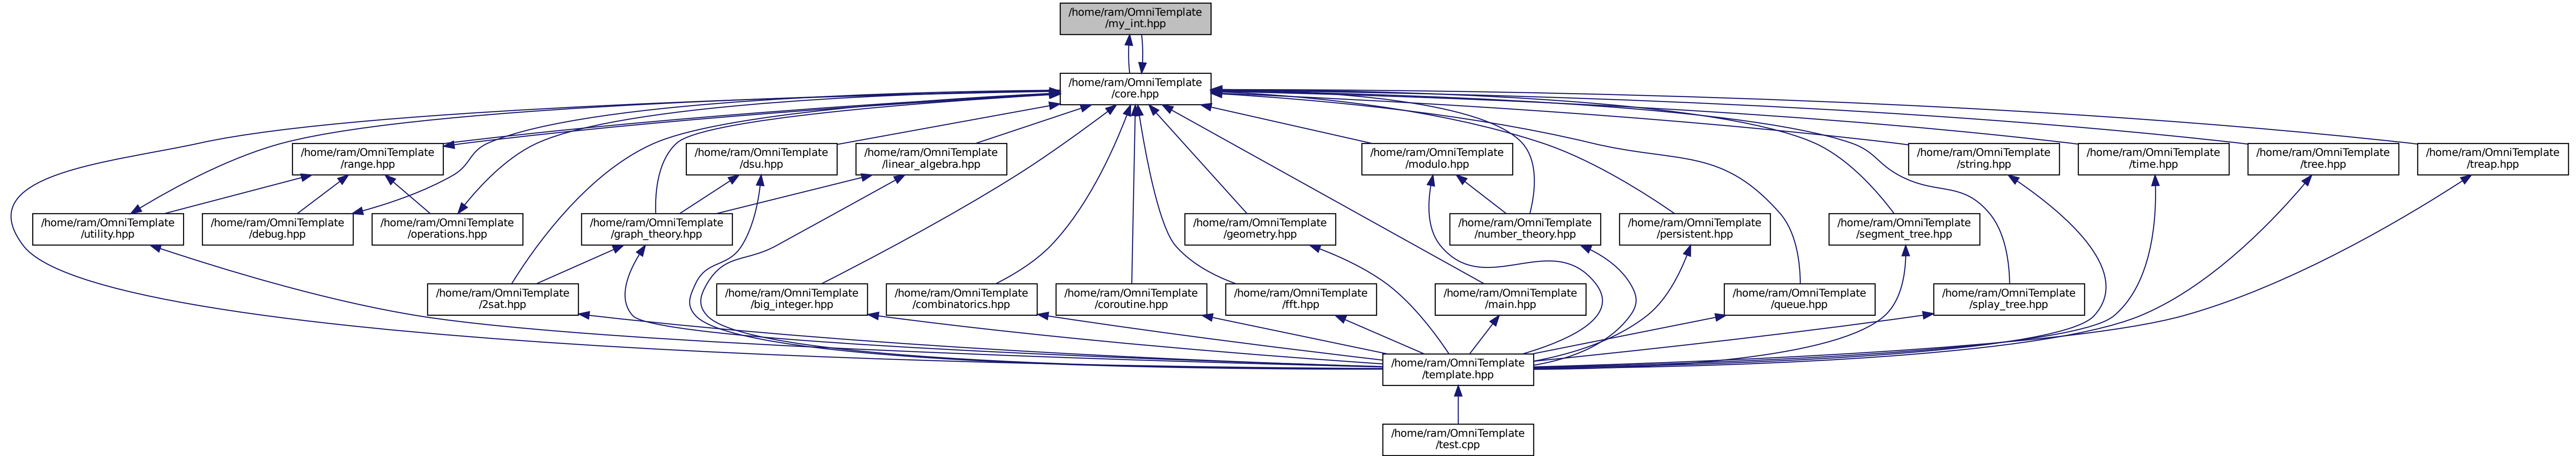 /home/ram/OmniTemplate
/my_int.hpp
/home/ram/OmniTemplate
/core.hpp
/home/ram/OmniTemplate
/range.hpp
/home/ram/OmniTemplate
/dsu.hpp
/home/ram/OmniTemplate
/linear_algebra.hpp
/home/ram/OmniTemplate
/modulo.hpp
/home/ram/OmniTemplate
/string.hpp
/home/ram/OmniTemplate
/time.hpp
/home/ram/OmniTemplate
/tree.hpp
/home/ram/OmniTemplate
/treap.hpp
/home/ram/OmniTemplate
/utility.hpp
/home/ram/OmniTemplate
/debug.hpp
/home/ram/OmniTemplate
/operations.hpp
/home/ram/OmniTemplate
/graph_theory.hpp
/home/ram/OmniTemplate
/geometry.hpp
/home/ram/OmniTemplate
/number_theory.hpp
/home/ram/OmniTemplate
/persistent.hpp
/home/ram/OmniTemplate
/segment_tree.hpp
/home/ram/OmniTemplate
/2sat.hpp
/home/ram/OmniTemplate
/big_integer.hpp
/home/ram/OmniTemplate
/combinatorics.hpp
/home/ram/OmniTemplate
/coroutine.hpp
/home/ram/OmniTemplate
/fft.hpp
/home/ram/OmniTemplate
/main.hpp
/home/ram/OmniTemplate
/queue.hpp
/home/ram/OmniTemplate
/splay_tree.hpp
/home/ram/OmniTemplate
/template.hpp
/home/ram/OmniTemplate
/test.cpp